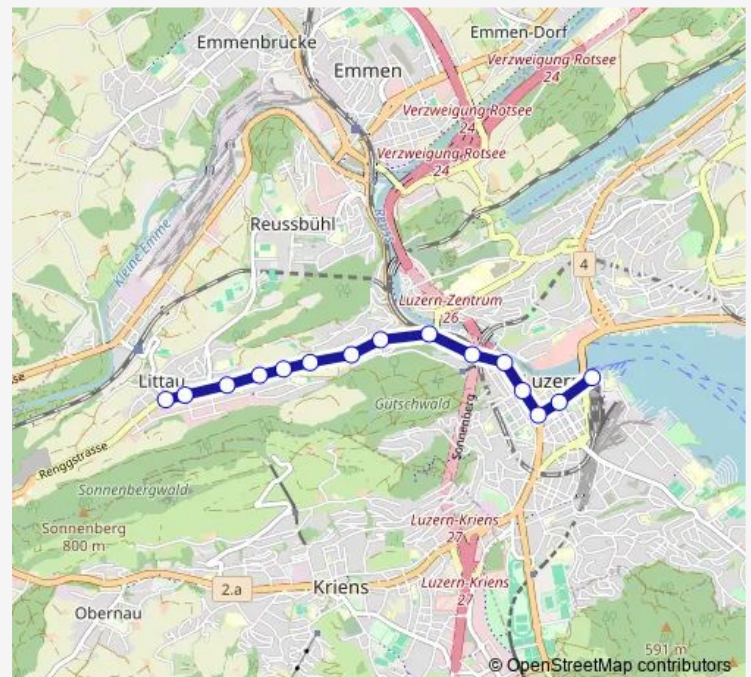 Emmen-Dorf
Emmenbrücke
Verzweigung Rotsee
24
Emmen
Verzweigung Rotsee
24
Verzweigung Rotsee
24
Reuss
Reussbühl
Kleine Emme
4
Luzern-Zentrum
26
Littau
Gütschwald
Sonnenberg
Renggstrasse
Sonnenbergwald
Sonnenberg
800 m
Luzern-Kriens
27
2.a
Kriens
Luzern-Kriens
27
Obernau
591 m
© OpenStreetMap contributors